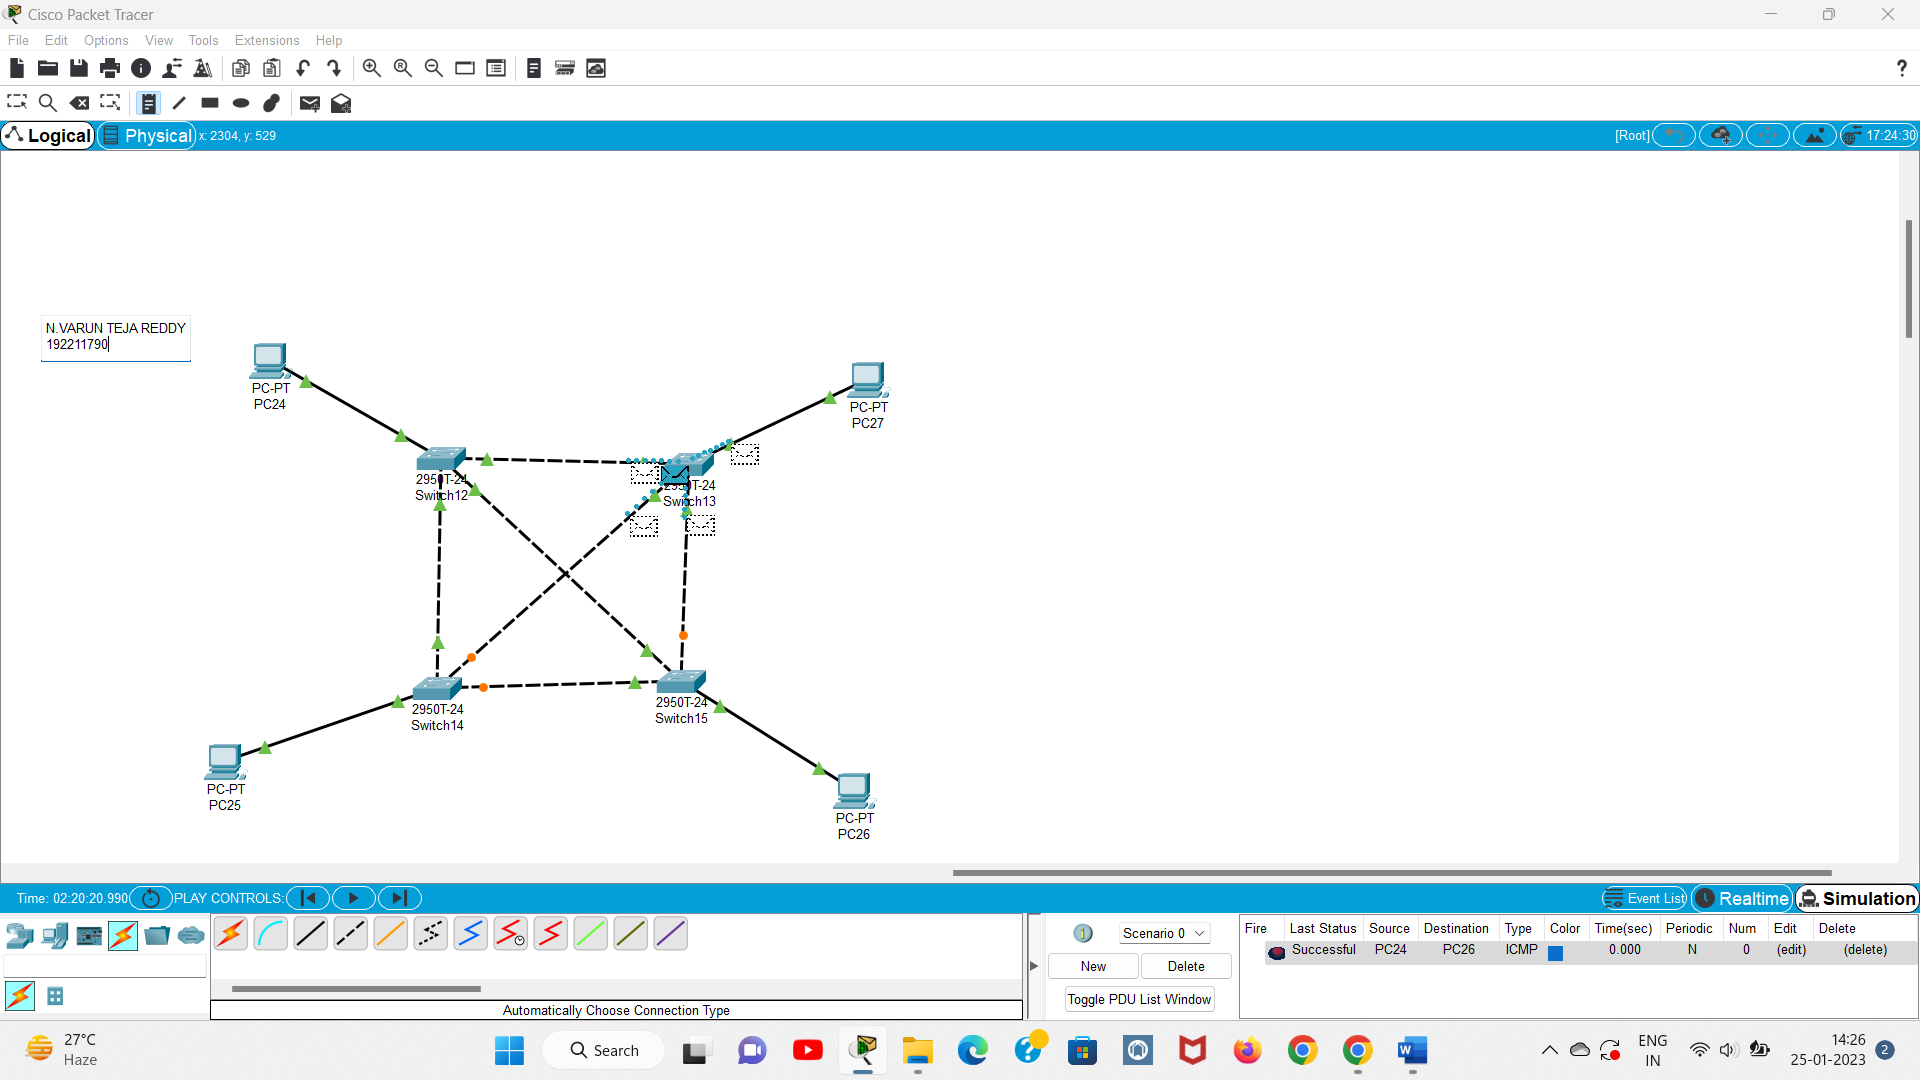 Cisco Packet Tracer
File Edit Options View Tools Extensions Help
?
Logical Physical x: 2304, y: 529 [Root] 17:24:30
N.VARUN TEJA REDDY
192211790
PC-PT
PC24
PC-PT
PC27
2950T-24
Switch12
2950T-24
Switch13
2950T-24
Switch14
2950T-24
Switch15
PC-PT
PC25
PC-PT
PC26
Time: 02:20:20.990 PLAY CONTROLS: Event List Realtime Simulation
Scenario 0
New Delete
Toggle PDU List Window
Fire Last Status Source Destination Type Color Time(sec) Periodic Num Edit Delete
Successful PC24 PC26 ICMP 0.000 N 0 (edit) (delete)
Automatically Choose Connection Type
27°C
Haze
Search
ENG
IN
14:26
25-01-2023
2